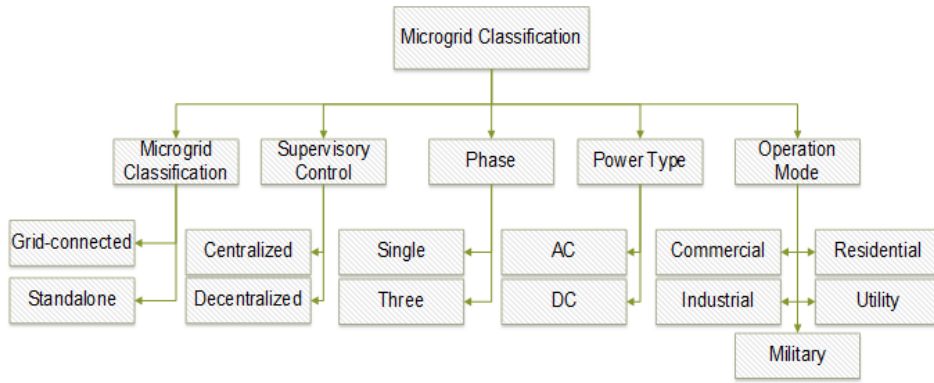 Microgrid Classification
Microgrid
Classification
Supervisory
Control
Phase
Power Type
Operation
Mode
Grid-connected
Standalone
Centralized
Decentralized
Single
Three
AC
DC
Commercial
Residential
Industrial
Utility
Military